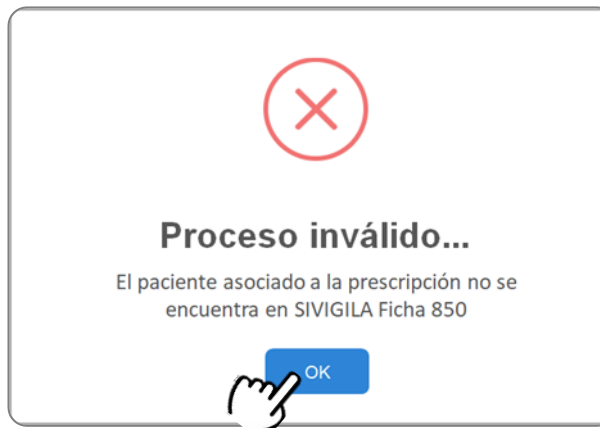 Proceso inválido...
El paciente asociado a la prescripción no se
encuentra en SIVIGILA Ficha 850
OK